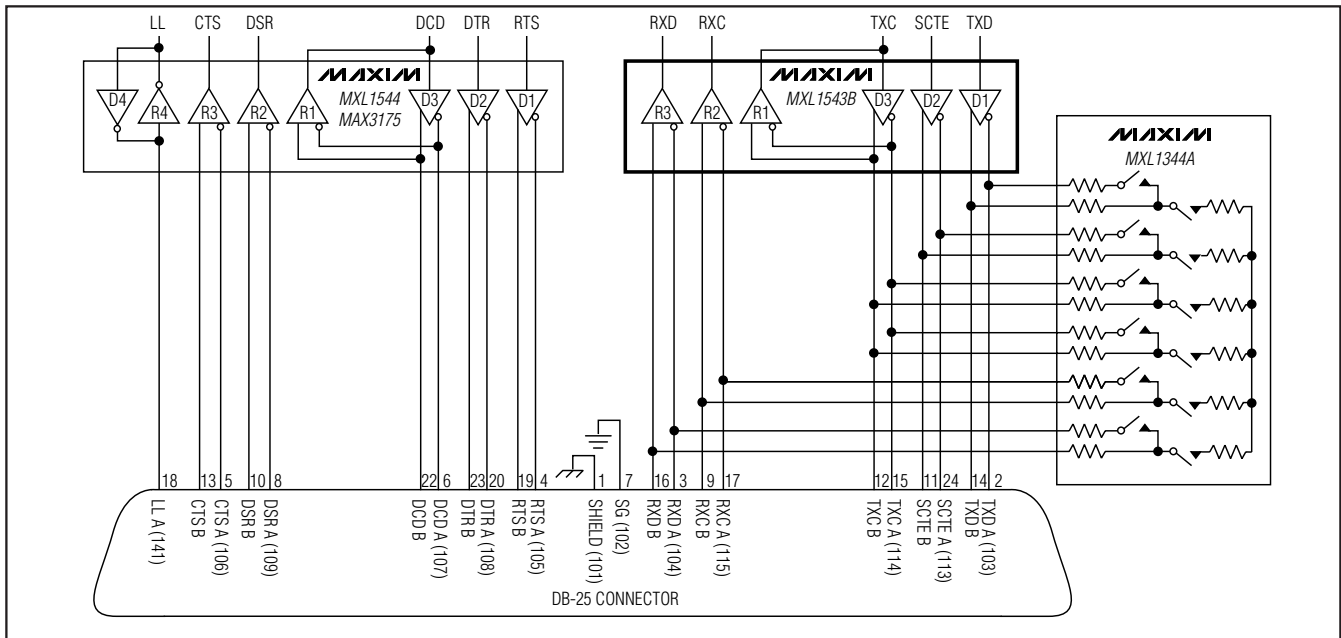 LL CTS DSR DCD DTR RTS RXD RXC TXC SCTE TXD
MAXIM
MXL1544
MAX3175
D4 R4 R3 R2 R1 D3 D2 D1
MAXIM
MXL1543B
R3 R2 R1 D3 D2 D1
MAXIM
MXL1344A
18 13 5 10 8 22 6 23 20 19 4 1 7 16 3 9 17 12 15 11 24 14 2
LL A (141)
CTS B
CTS A (106)
DSR B
DSR A (109)
DCD B
DCD A (107)
DTR B
DTR A (108)
RTS B
RTS A (105)
SHIELD (101)
SG (102)
RXD B
RXD A (104)
RXC B
RXC A (115)
TXC B
TXC A (114)
SCTE B
SCTE A (113)
TXD B
TXD A (103)
DB-25 CONNECTOR